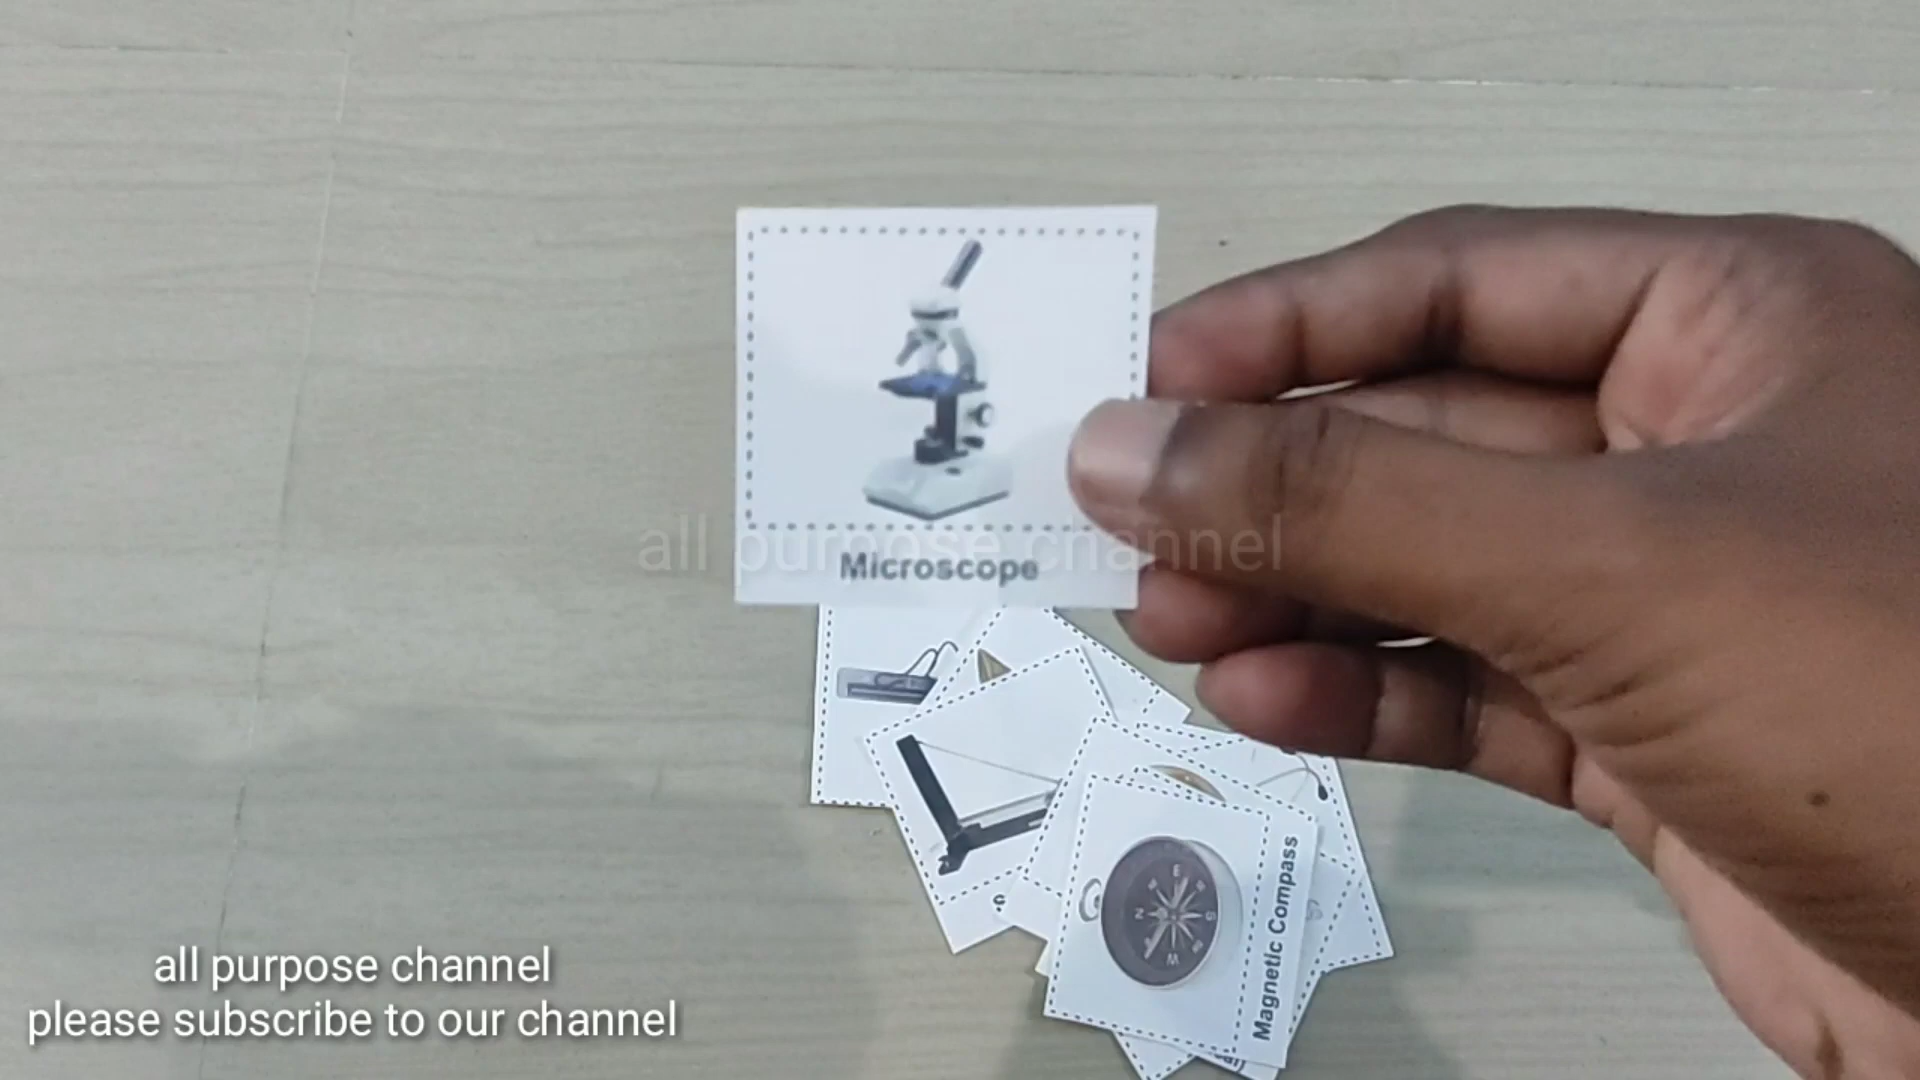 all purpose channel
Microscope
Magnetic Compass
all purpose channel
please subscribe to our channel